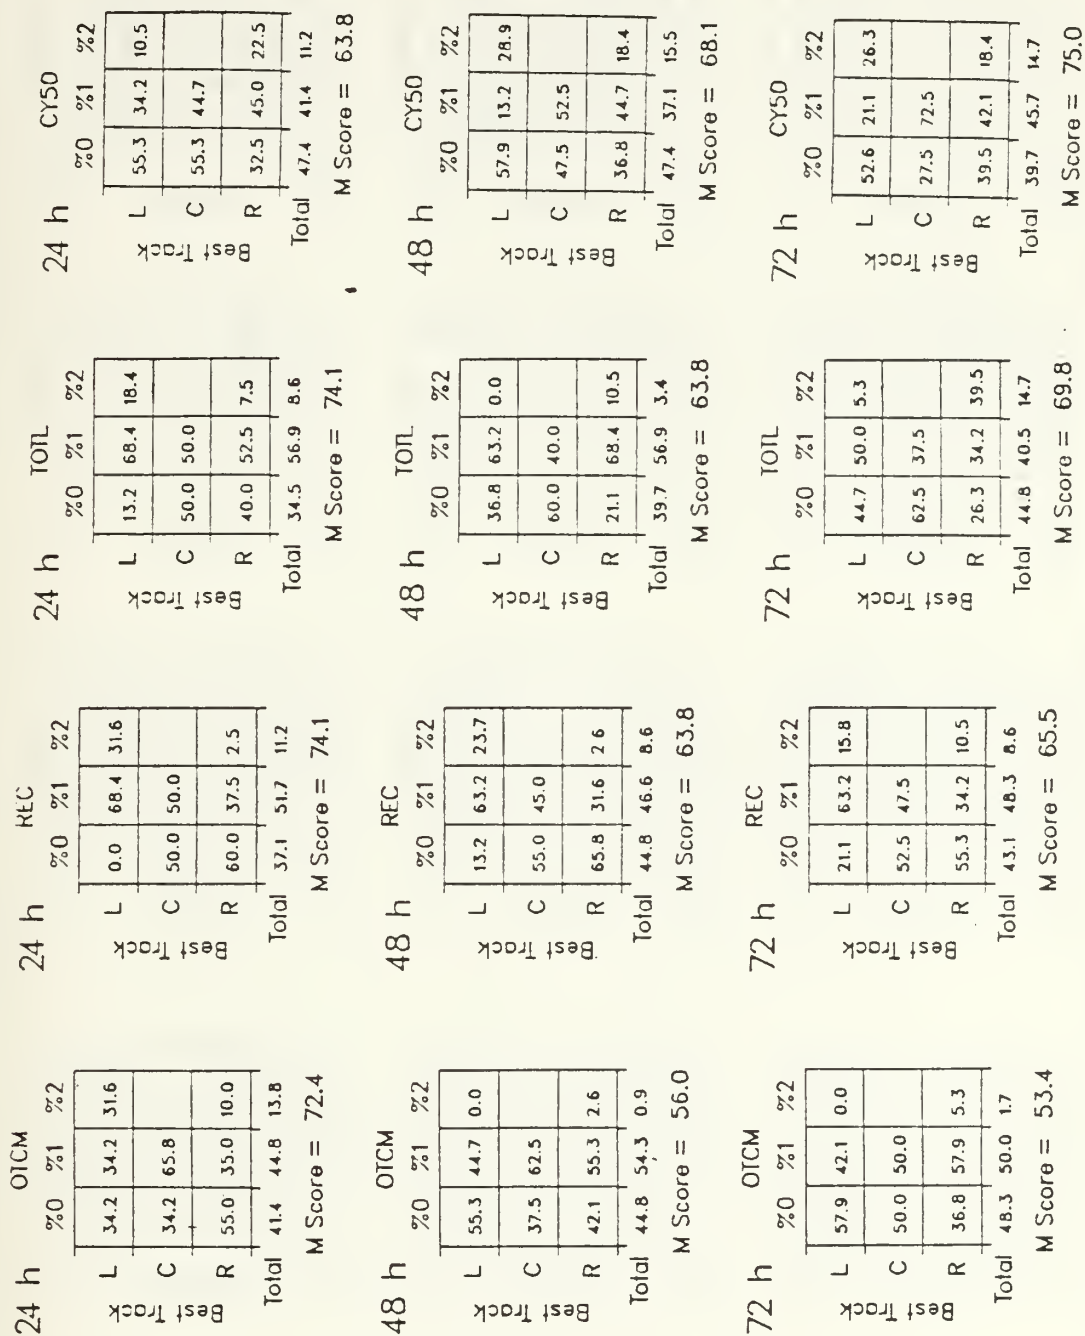 24 h
OTCM
%0 %1 %2
L 34.2 34.2 31.6
C 34.2 65.8
R 55.0 35.0 10.0
Best Track
Total 41.4 44.8 13.8
M Score = 72.4
24 h
REC
%0 %1 %2
L 0.0 68.4 31.6
C 50.0 50.0
R 60.0 37.5 2.5
Best Track
Total 37.1 51.7 11.2
M Score = 74.1
24 h
TOTL
%0 %1 %2
L 13.2 68.4 18.4
C 50.0 50.0
R 40.0 52.5 7.5
Best Track
Total 34.5 56.9 8.6
M Score = 74.1
24 h
CY50
%0 %1 %2
L 55.3 34.2 10.5
C 55.3 44.7
R 32.5 45.0 22.5
Best Track
Total 47.4 41.4 11.2
M Score = 63.8
48 h
OTCM
%0 %1 %2
L 55.3 44.7 0.0
C 37.5 62.5
R 42.1 55.3 2.6
Best Track
Total 44.8 54.3 0.9
M Score = 56.0
48 h
REC
%0 %1 %2
L 13.2 63.2 23.7
C 55.0 45.0
R 65.8 31.6 2.6
Best Track
Total 44.8 46.6 8.6
M Score = 63.8
48 h
TOTL
%0 %1 %2
L 36.8 63.2 0.0
C 60.0 40.0
R 21.1 68.4 10.5
Best Track
Total 39.7 56.9 3.4
M Score = 63.8
48 h
CY50
%0 %1 %2
L 57.9 13.2 28.9
C 47.5 52.5
R 36.8 44.7 18.4
Best Track
Total 47.4 37.1 15.5
M Score = 68.1
72 h
OTCM
%0 %1 %2
L 57.9 42.1 0.0
C 50.0 50.0
R 36.8 57.9 5.3
Best Track
Total 48.3 50.0 1.7
M Score = 53.4
72 h
REC
%0 %1 %2
L 21.1 63.2 15.8
C 52.5 47.5
R 55.3 34.2 10.5
Best Track
Total 43.1 48.3 8.6
M Score = 65.5
72 h
TOTL
%0 %1 %2
L 44.7 50.0 5.3
C 62.5 37.5
R 26.3 34.2 39.5
Best Track
Total 44.8 40.5 14.7
M Score = 69.8
72 h
CY50
%0 %1 %2
L 52.6 21.1 26.3
C 27.5 72.5
R 39.5 42.1 18.4
Best Track
Total 39.7 45.7 14.7
M Score = 75.0